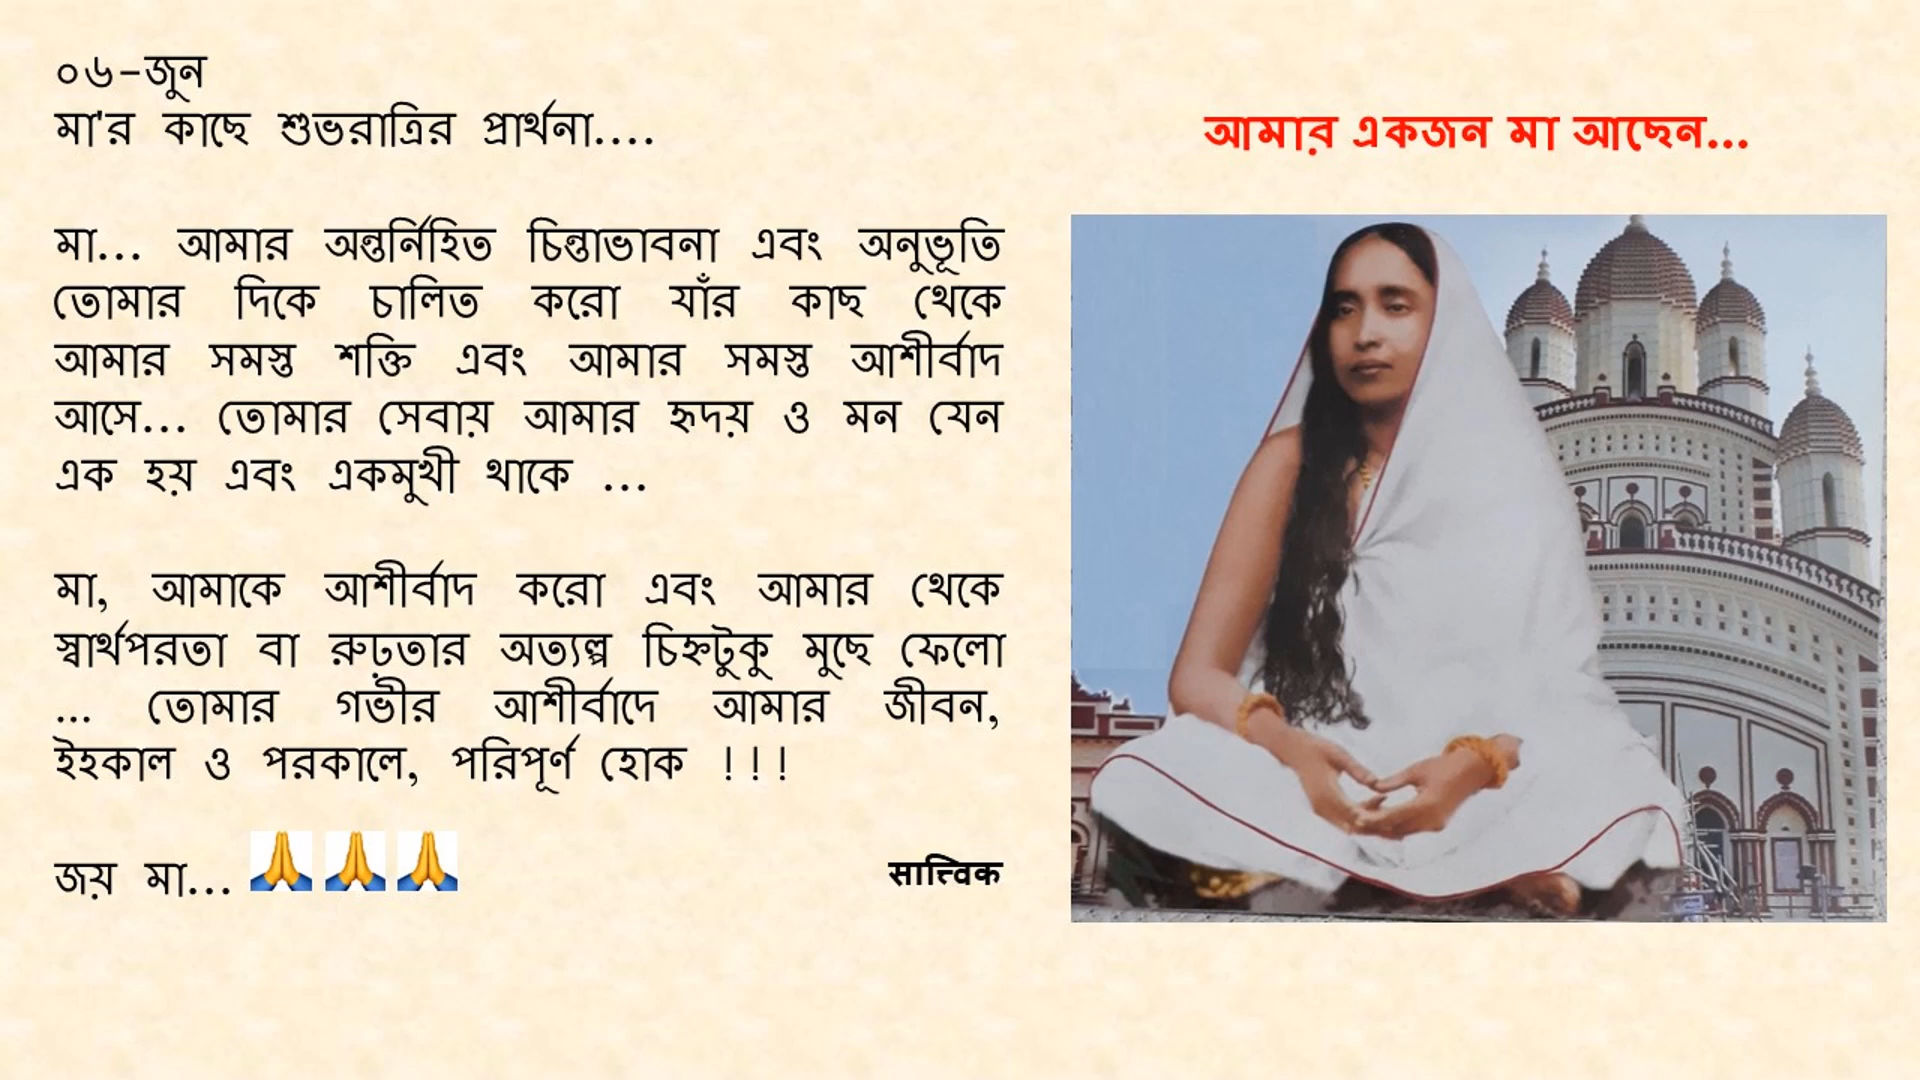 ০৬-জুন
মা'র কাছে শুভরাত্রির প্রার্থনা....
আমার একজন মা আছেন...
মা... আমার অন্তর্নিহিত চিন্তাভাবনা এবং অনুভূতি
তোমার দিকে চালিত করো যাঁর কাছ থেকে
আমার সমস্ত শক্তি এবং আমার সমস্ত আশীর্বাদ
আসে... তোমার সেবায় আমার হৃদয় ও মন যেন
এক হয় এবং একমুখী থাকে ...
মা, আমাকে আশীর্বাদ করো এবং আমার থেকে
স্বার্থপরতা বা রুঢ়তার অত্যল্প চিহ্নটুকু মুছে ফেলো
... তোমার গভীর আশীর্বাদে আমার জীবন,
ইহকাল ও পরকালে, পরিপূর্ণ হোক !!!
জয় মা... 🙏🙏🙏
सात्त्विक